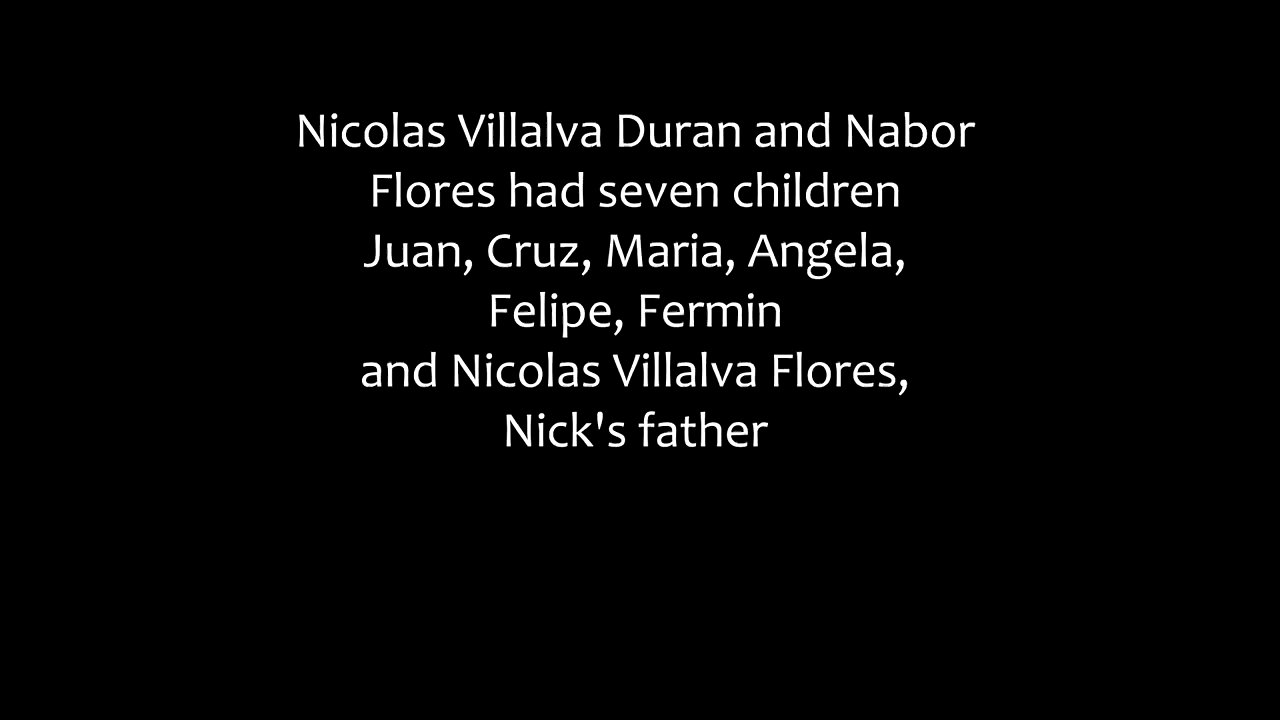 Nicolas Villalva Duran and Nabor
Flores had seven children
Juan, Cruz, Maria, Angela,
Felipe, Fermin
and Nicolas Villalva Flores,
Nick's father